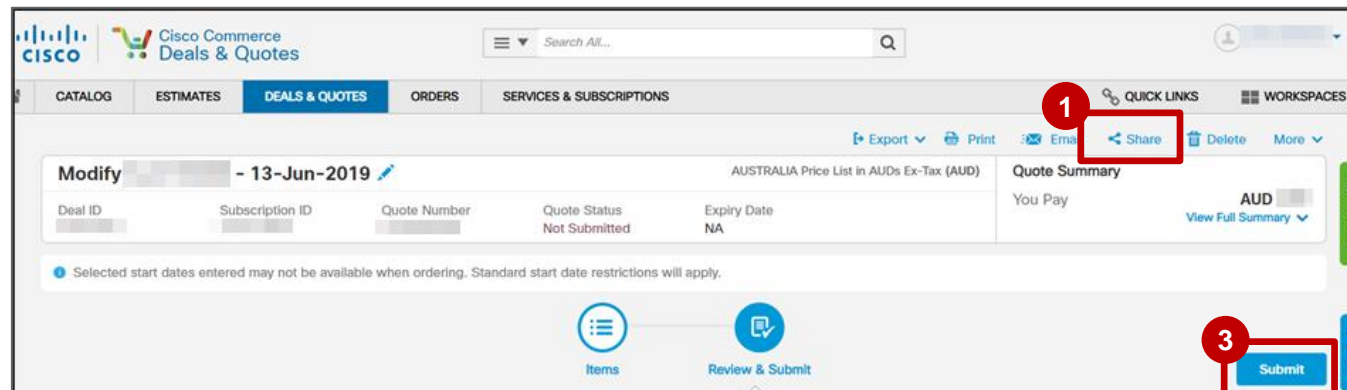 Cisco Commerce
CISCO Deals & Quotes Search All...
CATALOG ESTIMATES DEALS & QUOTES ORDERS SERVICES & SUBSCRIPTIONS QUICK LINKS WORKSPACES
1
Export Print Emai Share Delete More
Modify - 13-Jun-2019 AUSTRALIA Price List in AUDs Ex-Tax (AUD) Quote Summary
Deal ID Subscription ID Quote Number Quote Status Expiry Date You Pay AUD
Not Submitted NA View Full Summary
Selected start dates entered may not be available when ordering. Standard start date restrictions will apply.
3
Items Review & Submit Submit